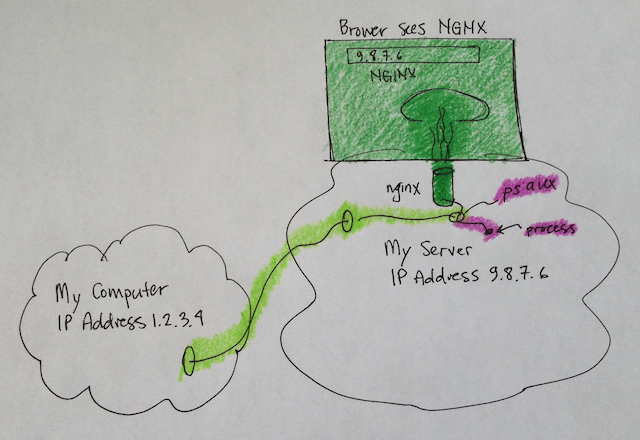 Brower sees NGNX
9.8.7.6
NGINX
nginx
ps aux
process
My Server
IP Address 9.8.7.6
My Computer
IP Address 1.2.3.4